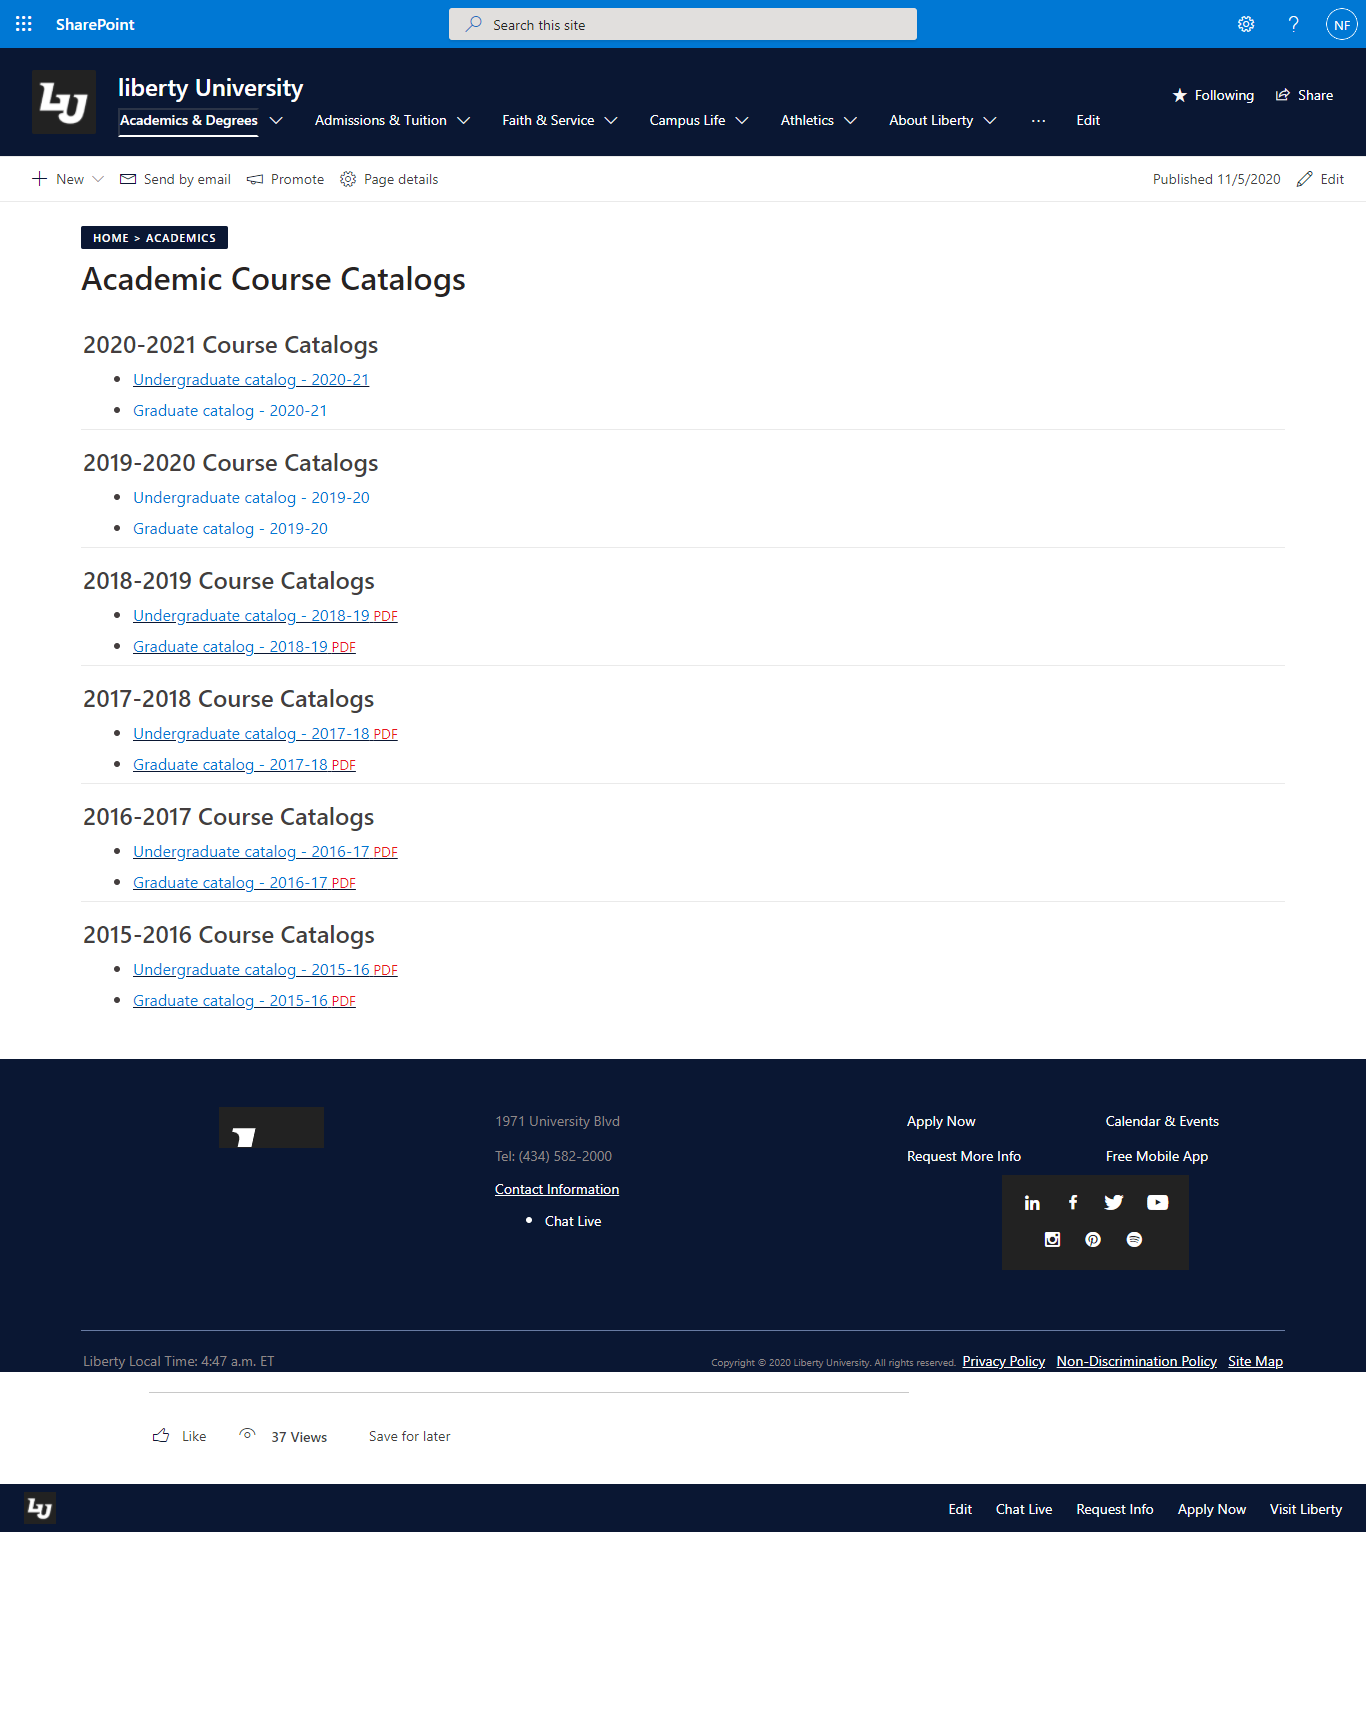 SharePoint
Search this site
NF
LU
liberty University
Following Share
Academics & Degrees Admissions & Tuition Faith & Service Campus Life Athletics About Liberty ... Edit
New Send by email Promote Page details Published 11/5/2020 Edit
HOME > ACADEMICS
Academic Course Catalogs
2020-2021 Course Catalogs
Undergraduate catalog - 2020-21
Graduate catalog - 2020-21
2019-2020 Course Catalogs
Undergraduate catalog - 2019-20
Graduate catalog - 2019-20
2018-2019 Course Catalogs
Undergraduate catalog - 2018-19 PDF
Graduate catalog - 2018-19 PDF
2017-2018 Course Catalogs
Undergraduate catalog - 2017-18 PDF
Graduate catalog - 2017-18 PDF
2016-2017 Course Catalogs
Undergraduate catalog - 2016-17 PDF
Graduate catalog - 2016-17 PDF
2015-2016 Course Catalogs
Undergraduate catalog - 2015-16 PDF
Graduate catalog - 2015-16 PDF
1971 University Blvd
Tel: (434) 582-2000
Contact Information
Chat Live
Apply Now Calendar & Events
Request More Info Free Mobile App
Liberty Local Time: 4:47 a.m. ET
Copyright © 2020 Liberty University. All rights reserved. Privacy Policy Non-Discrimination Policy Site Map
Like 37 Views Save for later
LU
Edit Chat Live Request Info Apply Now Visit Liberty